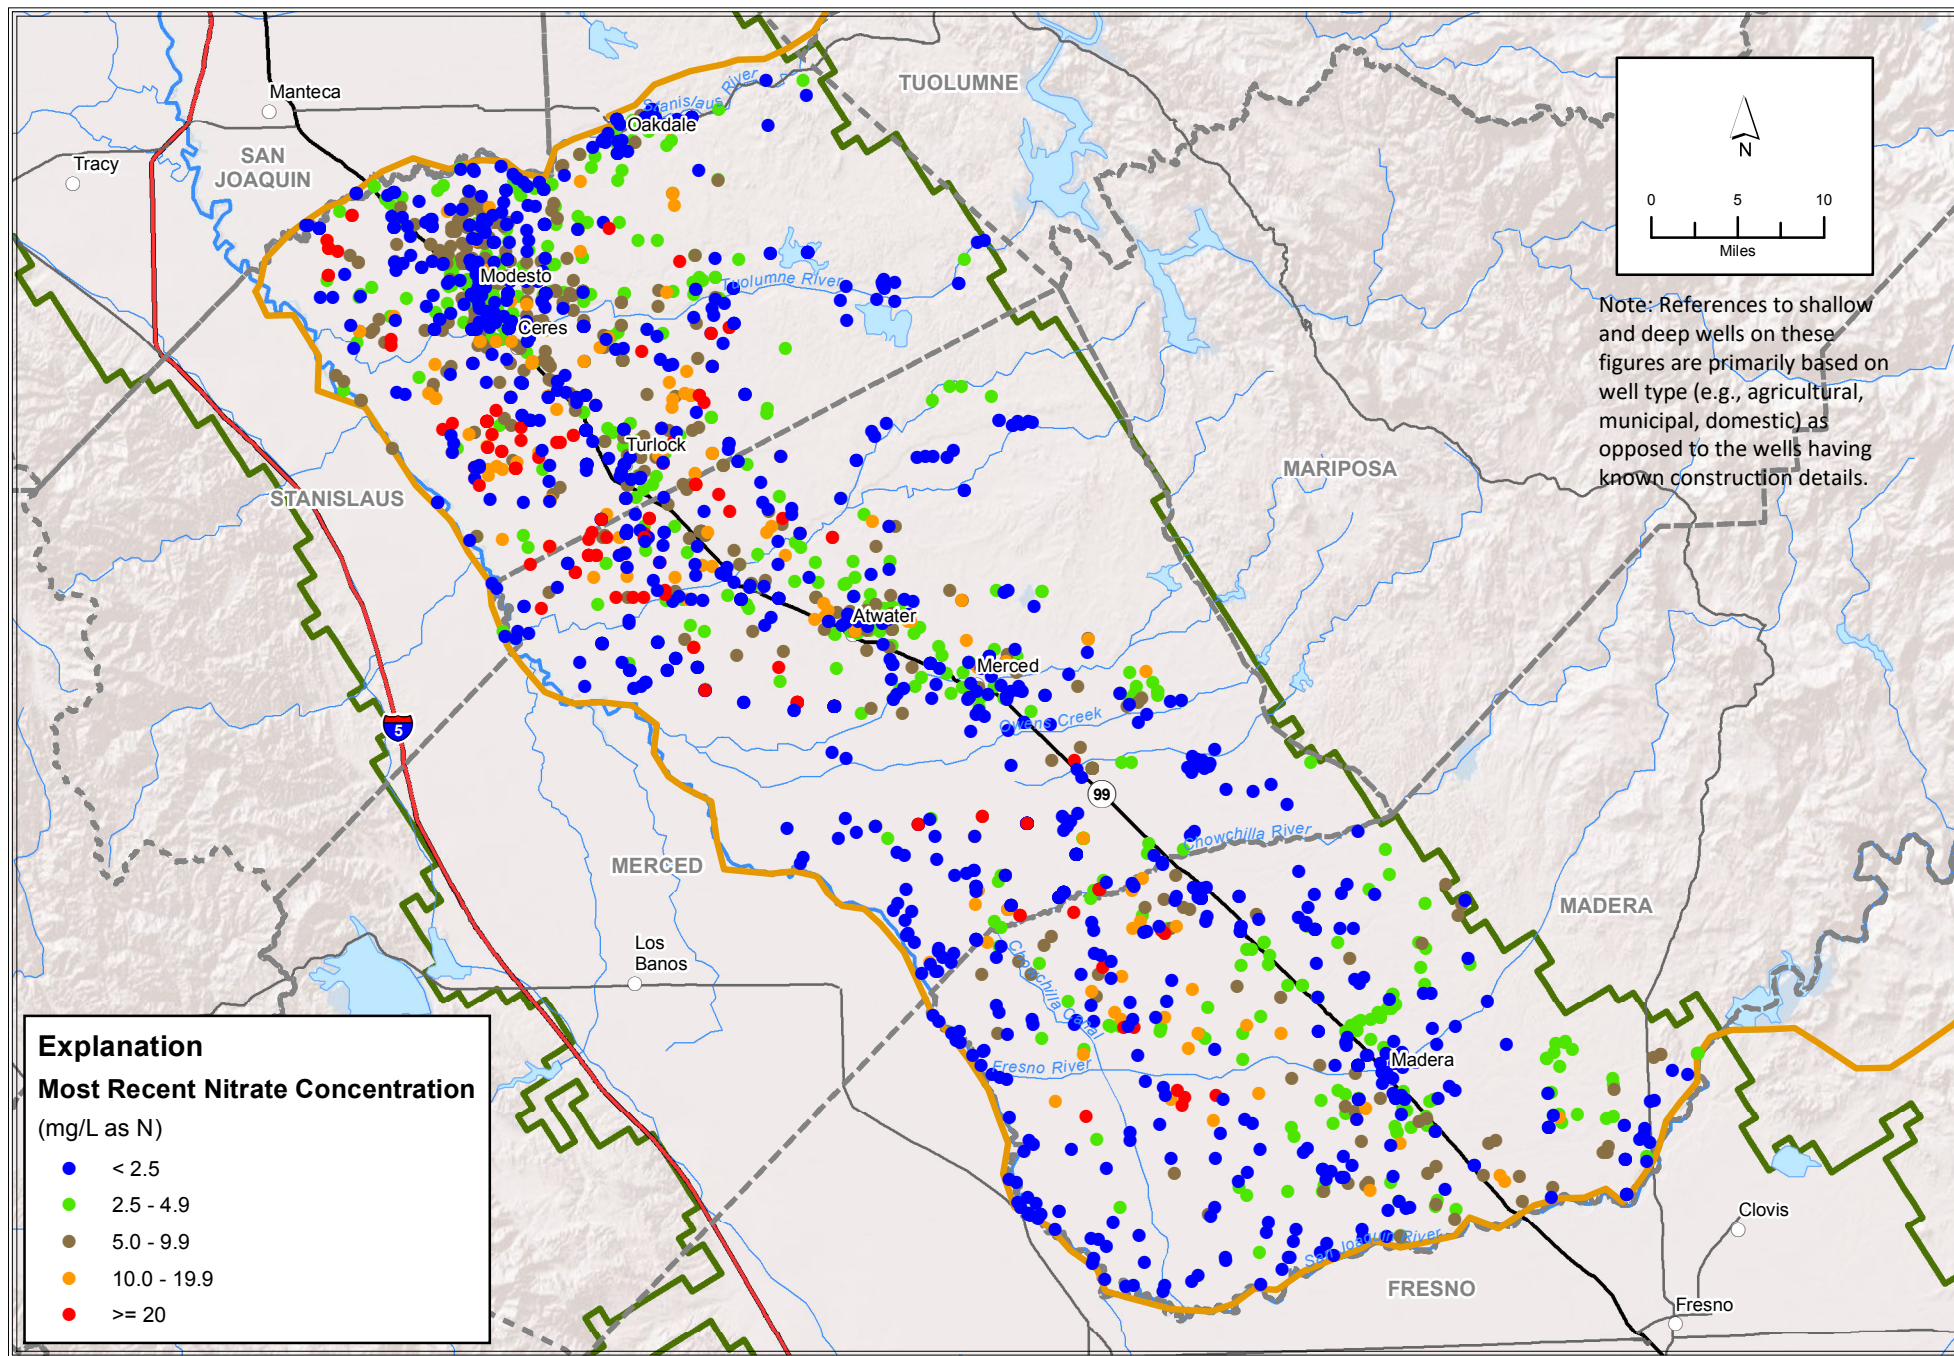 Manteca
Tracy
SAN
JOAQUIN
Stanislaus River
Oakdale
TUOLUMNE
N
0 5 10
Miles
Note: References to shallow
and deep wells on these
figures are primarily based on
well type (e.g., agricultural,
municipal, domestic) as
opposed to the wells having
known construction details.
Modesto
Tuolumne River
Ceres
Turlock
STANISLAUS
MARIPOSA
Atwater
Merced
Owens Creek
5
99
Chowchilla River
MERCED
MADERA
Los
Banos
Chowchilla Canal
Fresno River
Madera
San Joaquin River
Clovis
FRESNO
Fresno
Explanation
Most Recent Nitrate Concentration
(mg/L as N)
< 2.5
2.5 - 4.9
5.0 - 9.9
10.0 - 19.9
>= 20